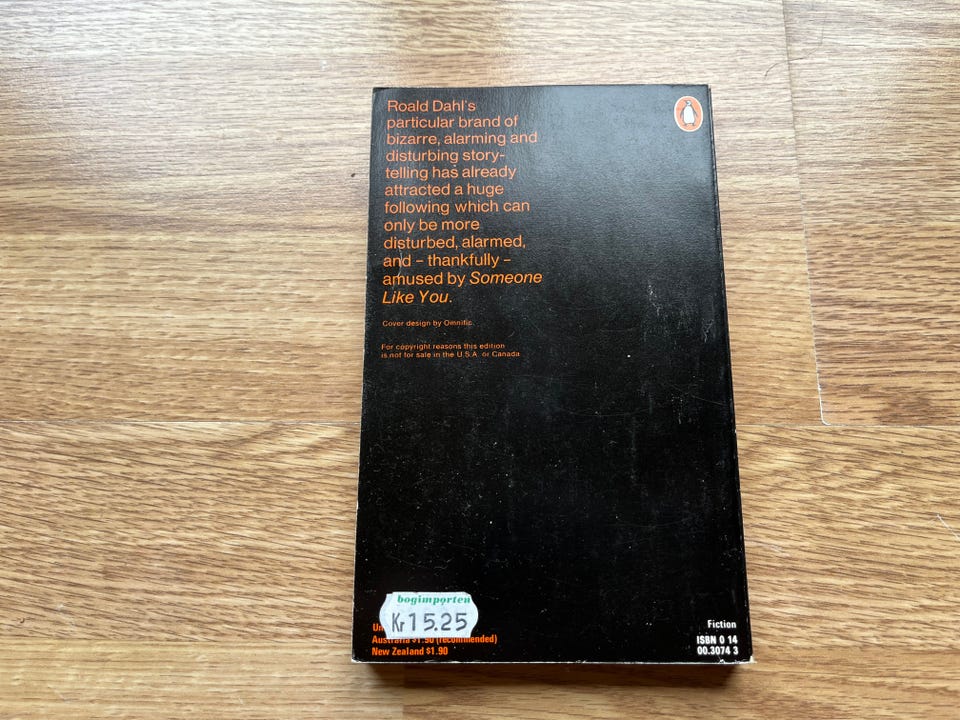 Roald Dahl's
particular brand of
bizarre, alarming and
disturbing story-
telling has already
attracted a huge
following which can
only be more
disturbed, alarmed,
and – thankfully –
amused by Someone
Like You.
Cover design by Omnific.
For copyright reasons this edition
is not for sale in the U.S.A. or Canada
bogimporten
Kr 15.25
Australia $1.90 (recommended)
New Zealand $1.90
Fiction
ISBN 0 14
00.3074 3